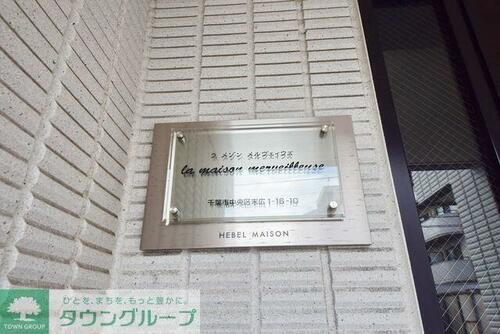 ラ メゾン メルヴェイユズ
la maison merveilleuse
千葉市中央区末広1-16-10
HEBEL MAISON
ひとを、まちを、もっと豊かに。
タウングループ
TOWN GROUP